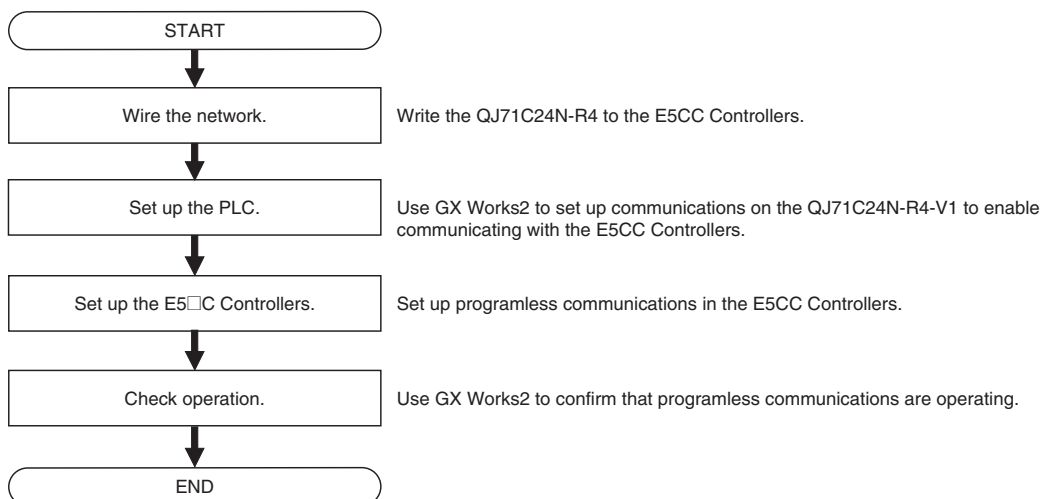 START
Wire the network.
Write the QJ71C24N-R4 to the E5CC Controllers.
Set up the PLC.
Use GX Works2 to set up communications on the QJ71C24N-R4-V1 to enable
communicating with the E5CC Controllers.
Set up the E5□C Controllers.
Set up programless communications in the E5CC Controllers.
Check operation.
Use GX Works2 to confirm that programless communications are operating.
END